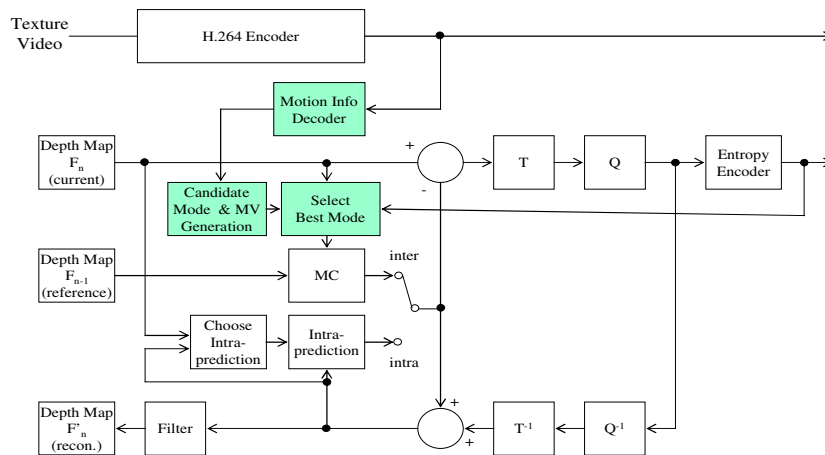 Texture
Video
H.264 Encoder
Motion Info
Decoder
Depth Map
Fn
(current)
+
-
T
Q
Entropy
Encoder
Candidate
Mode & MV
Generation
Select
Best Mode
Depth Map
Fn-1
(reference)
MC
inter
Choose
Intra-
prediction
Intra-
prediction
intra
Depth Map
F'n
(recon.)
Filter
+
+
T-1
Q-1